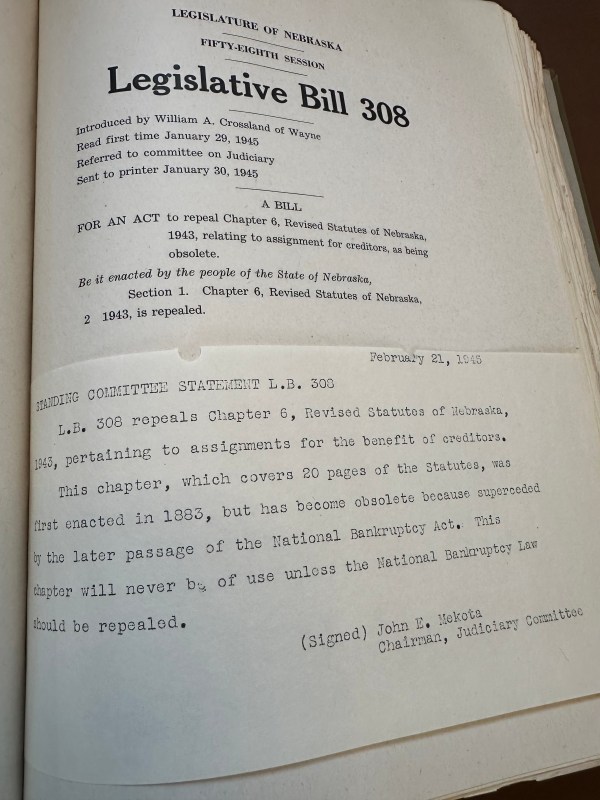 LEGISLATURE OF NEBRASKA
FIFTY-EIGHTH SESSION
Legislative Bill 308
Introduced by William A. Crossland of Wayne
Read first time January 29, 1945
Referred to committee on Judiciary
Sent to printer January 30, 1945
A BILL
FOR AN ACT to repeal Chapter 6, Revised Statutes of Nebraska,
1943, relating to assignment for creditors, as being
obsolete.
Be it enacted by the people of the State of Nebraska,
Section 1. Chapter 6, Revised Statutes of Nebraska,
2 1943, is repealed.
February 21, 1945
STANDING COMMITTEE STATEMENT L.B. 308
L.B. 308 repeals Chapter 6, Revised Statutes of Nebraska,
1943, pertaining to assignments for the benefit of creditors.
This chapter, which covers 20 pages of the Statutes, was
first enacted in 1883, but has become obsolete because superceded
by the later passage of the National Bankruptcy Act. This
chapter will never be of use unless the National Bankruptcy Law
should be repealed.
(Signed) John E. Mekota
Chairman, Judiciary Committee